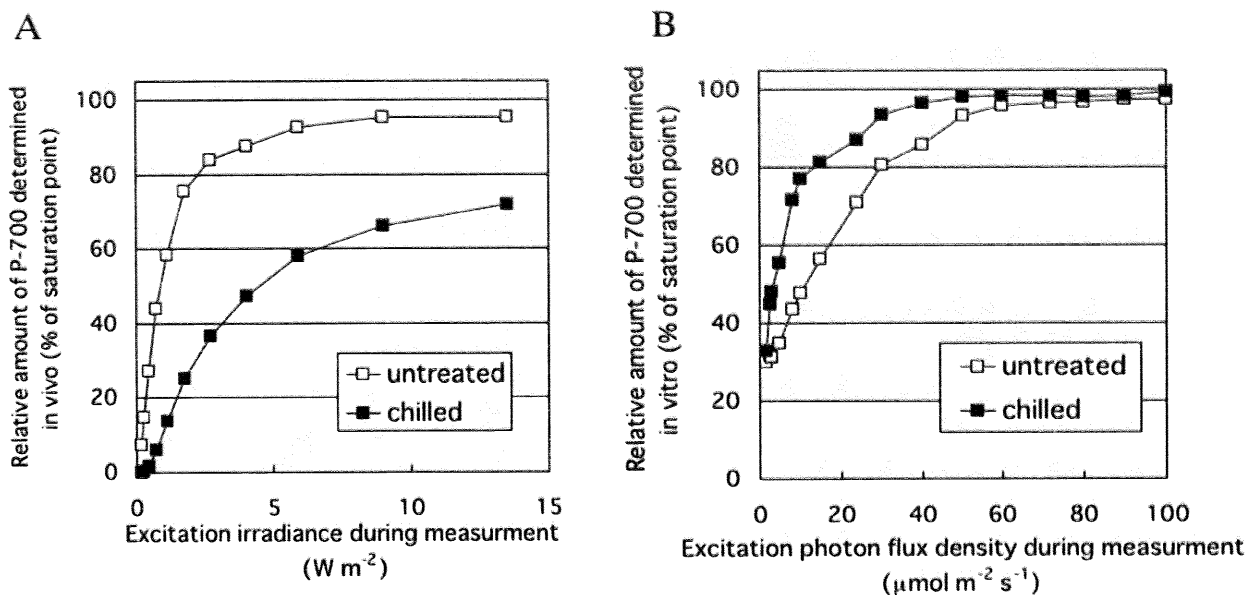 A
Relative amount of P-700 determined
in vivo (% of saturation point)
100
80
60
40
20
0
untreated
chilled
0
5
10
15
Excitation irradiance during measurment
(W m⁻²)
B
Relative amount of P-700 determined
in vitro (% of saturation point)
100
80
60
40
20
0
untreated
chilled
0
20
40
60
80
100
Excitation photon flux density during measurment
(μmol m⁻² s⁻¹)